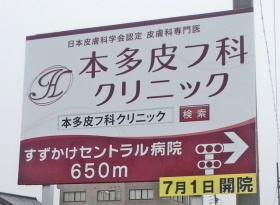 日本皮膚科学会認定 皮膚科専門医
本多皮フ科
クリニック
本多皮フ科クリニック 検索
すずかけセントラル病院
650m
7月1日開院